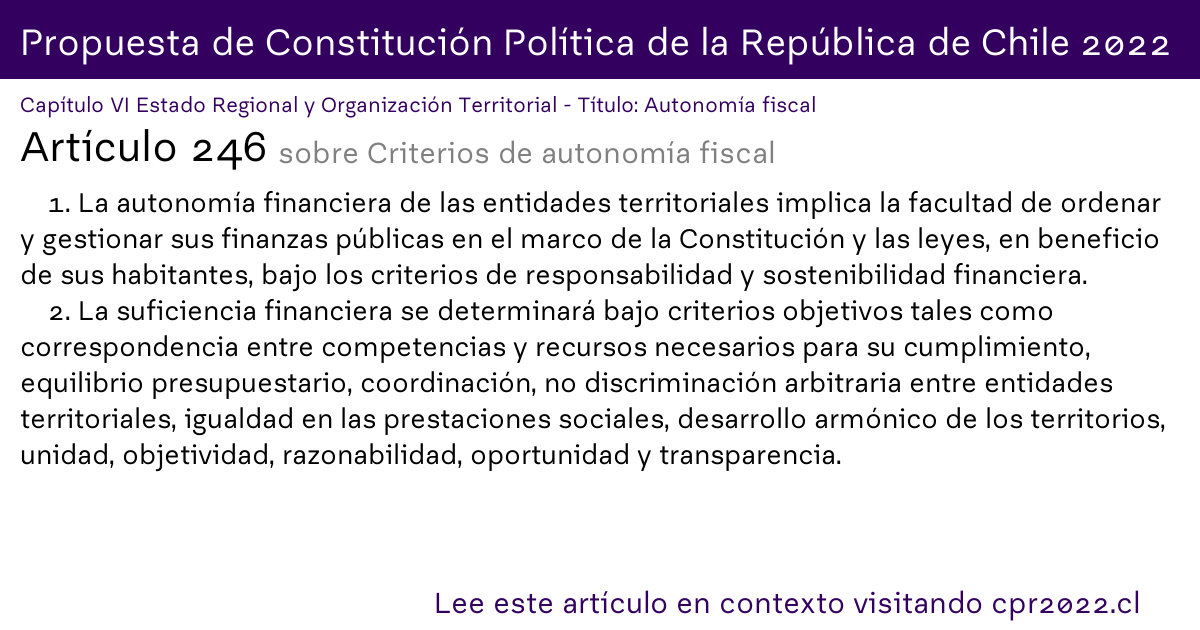 Propuesta de Constitución Política de la República de Chile 2022
Capítulo VI Estado Regional y Organización Territorial - Título: Autonomía fiscal
Artículo 246 sobre Criterios de autonomía fiscal
1. La autonomía financiera de las entidades territoriales implica la facultad de ordenar
y gestionar sus finanzas públicas en el marco de la Constitución y las leyes, en beneficio
de sus habitantes, bajo los criterios de responsabilidad y sostenibilidad financiera.
2. La suficiencia financiera se determinará bajo criterios objetivos tales como
correspondencia entre competencias y recursos necesarios para su cumplimiento,
equilibrio presupuestario, coordinación, no discriminación arbitraria entre entidades
territoriales, igualdad en las prestaciones sociales, desarrollo armónico de los territorios,
unidad, objetividad, razonabilidad, oportunidad y transparencia.
Lee este artículo en contexto visitando cpr2022.cl